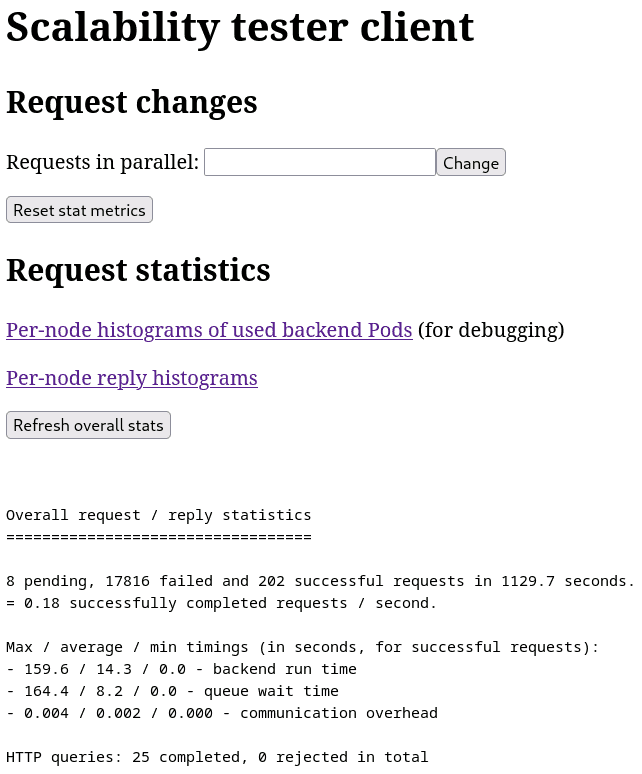 Scalability tester client
Request changes
Requests in parallel: Change
Reset stat metrics
Request statistics
Per-node histograms of used backend Pods (for debugging)
Per-node reply histograms
Refresh overall stats
Overall request / reply statistics
==================================
8 pending, 17816 failed and 202 successful requests in 1129.7 seconds.
= 0.18 successfully completed requests / second.
Max / average / min timings (in seconds, for successful requests):
- 159.6 / 14.3 / 0.0 - backend run time
- 164.4 / 8.2 / 0.0 - queue wait time
- 0.004 / 0.002 / 0.000 - communication overhead
HTTP queries: 25 completed, 0 rejected in total